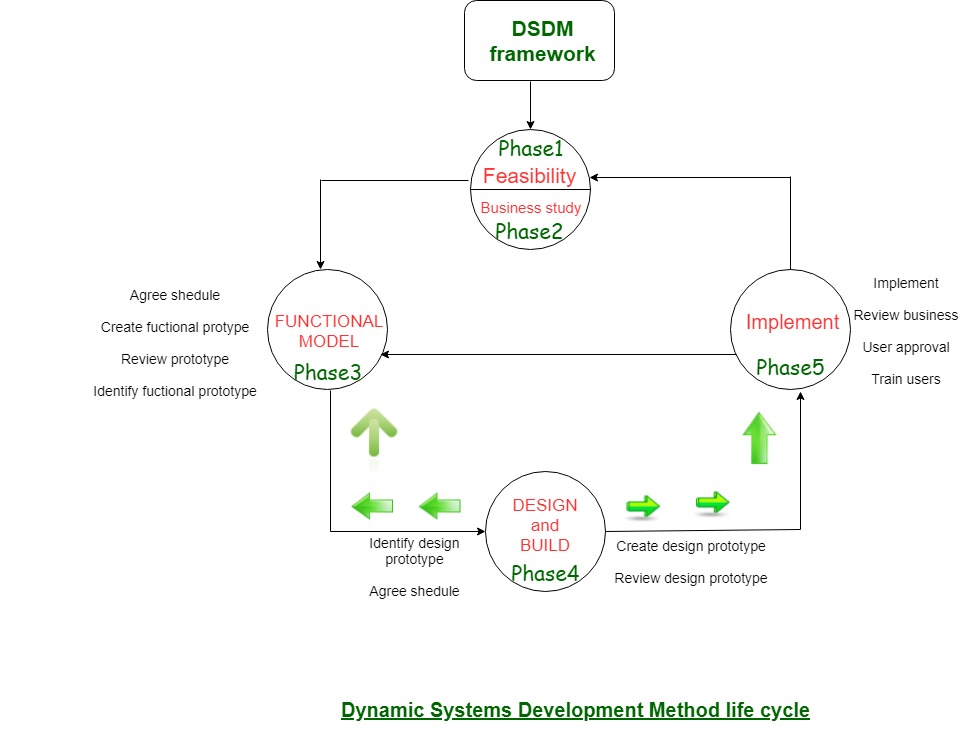 DSDM
framework
Phase1
Feasibility
Business study
Phase2
Agree shedule
Create fuctional protype
Review prototype
Identify fuctional prototype
FUNCTIONAL
MODEL
Phase3
Implement
Phase5
Implement
Review business
User approval
Train users
DESIGN
and
BUILD
Phase4
Identify design
prototype
Agree shedule
Create design prototype
Review design prototype
Dynamic Systems Development Method life cycle